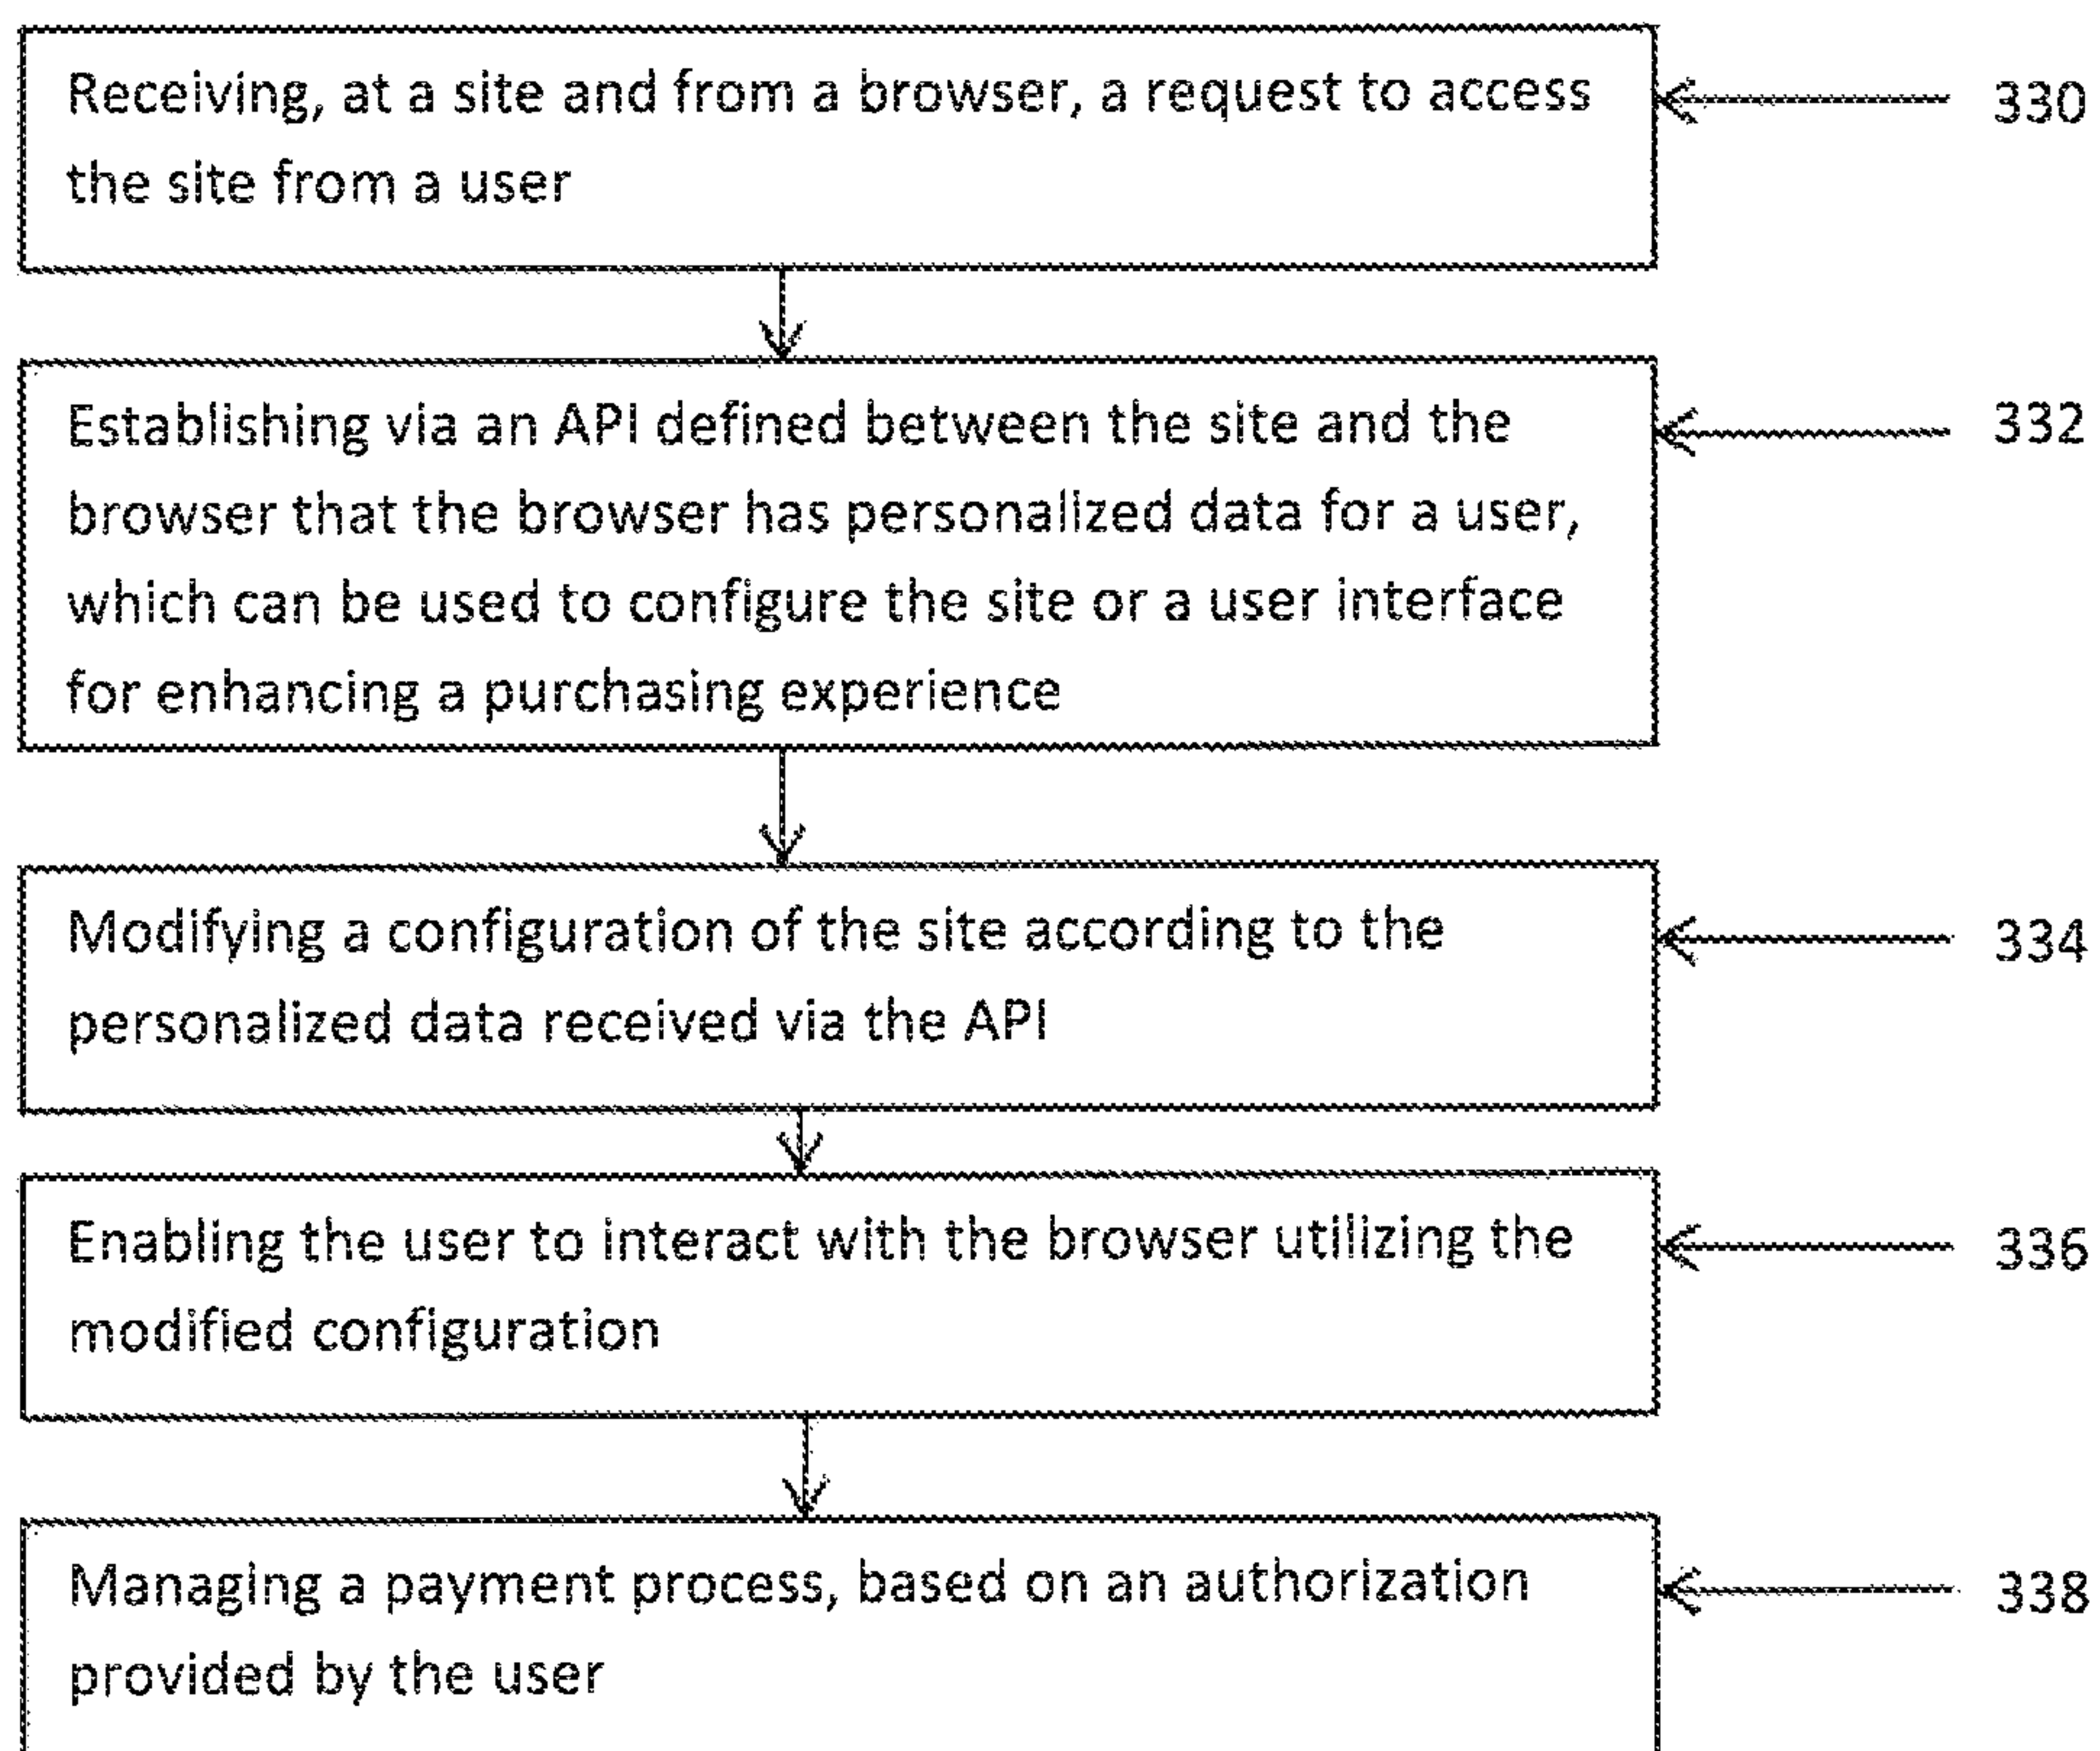 Receiving, at a site and from a browser, a request to access
330
the site from a user
Establishing via an API defined between the site and the
332
browser that the browser has personalized data for a user,
which can be used to configure the site or a user interface
for enhancing a purchasing experience
Modifying a configuration of the site according to the
334
personalized data received via the API
Enabling the user to interact with the browser utilizing the
336
modified configuration
Managing a payment process, based on an authorization
338
provided by the user